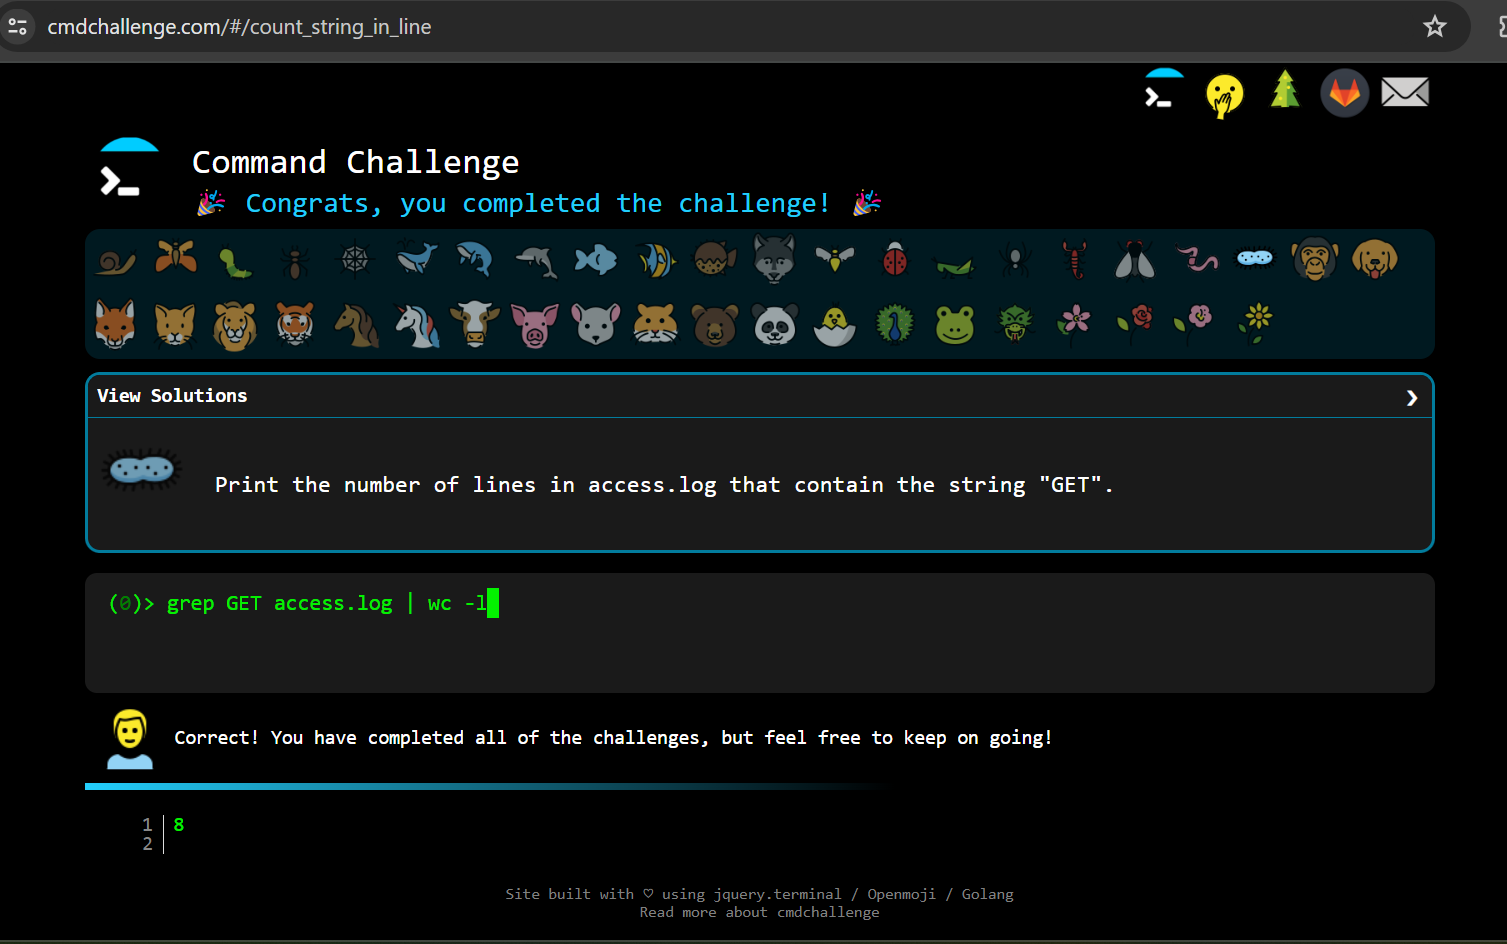 cmdchallenge.com/#/count_string_in_line
Command Challenge
Congrats, you completed the challenge!
View Solutions
Print the number of lines in access.log that contain the string "GET".
(0)> grep GET access.log | wc -l
Correct! You have completed all of the challenges, but feel free to keep on going!
1 8
2
Site built with ♡ using jquery.terminal / Openmoji / Golang
Read more about cmdchallenge